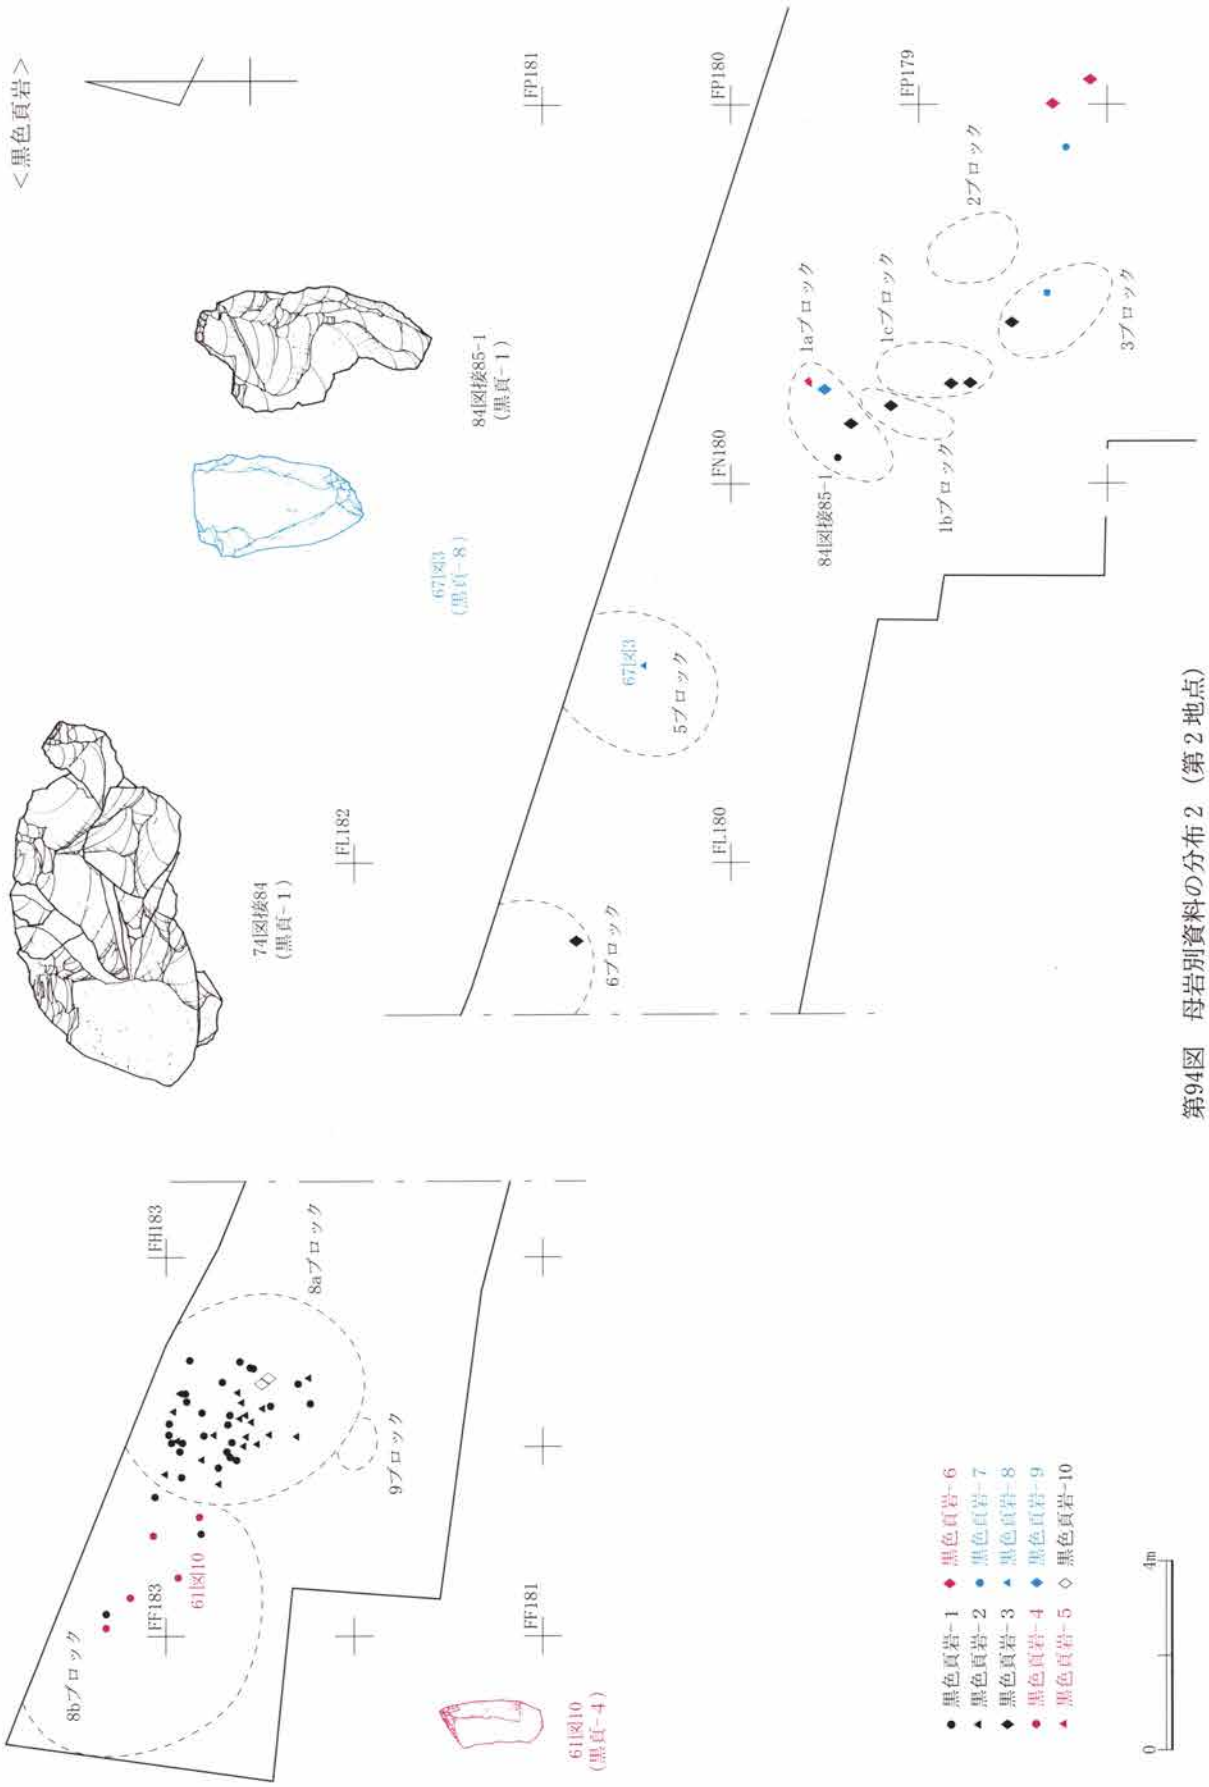 <黒色頁岩>
8bブロック
FF183
61図10
FH183
8aブロック
9ブロック
FF181
61図10
(黒頁-4)
74図接84
(黒頁-1)
67図3
(黒頁-8)
84図接85-1
(黒頁-1)
FL182
FP181
6ブロック
FL180
67図3
5ブロック
FN180
FP180
84図接85-1
1aブロック
1bブロック
1cブロック
2ブロック
3ブロック
FP179
黒色頁岩-1
黒色頁岩-2
黒色頁岩-3
黒色頁岩-4
黒色頁岩-5
黒色頁岩-6
黒色頁岩-7
黒色頁岩-8
黒色頁岩-9
黒色頁岩-10
0 4m
第94図 母岩別資料の分布2 (第2地点)